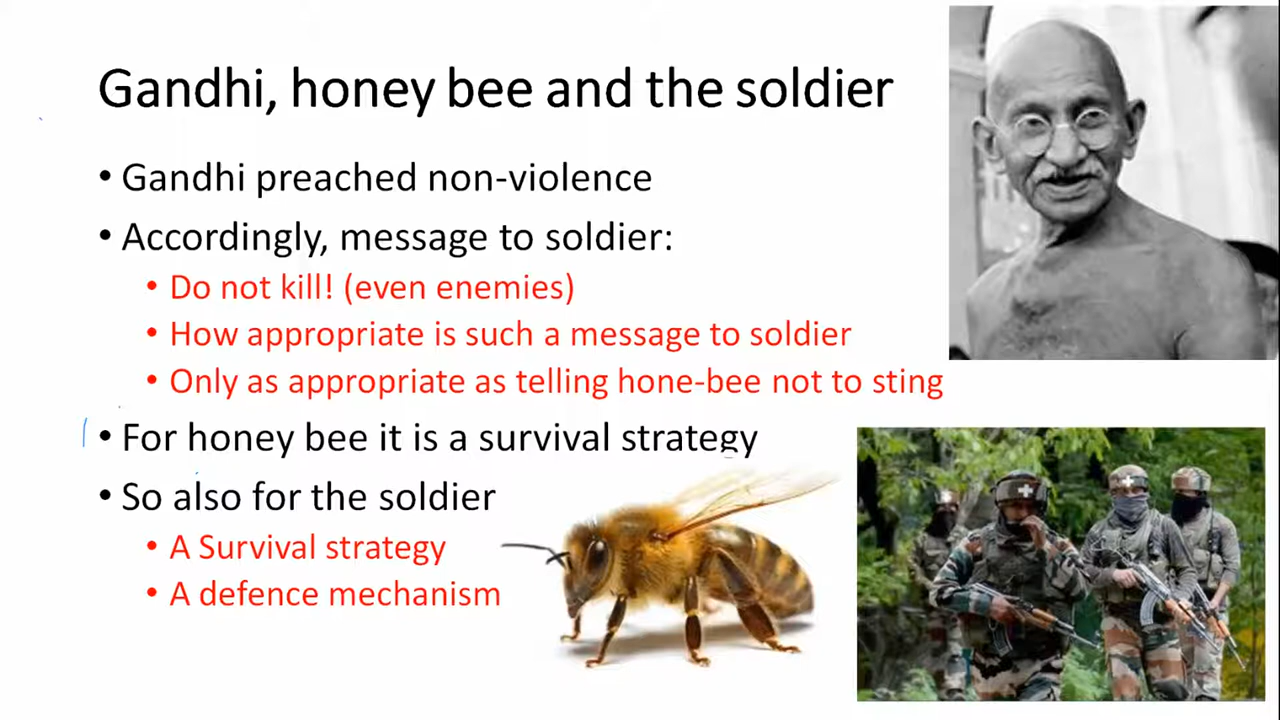 Gandhi, honey bee and the soldier
• Gandhi preached non-violence
• Accordingly, message to soldier:
• Do not kill! (even enemies)
• How appropriate is such a message to soldier
• Only as appropriate as telling hone-bee not to sting
• For honey bee it is a survival strategy
• So also for the soldier
• A Survival strategy
• A defence mechanism